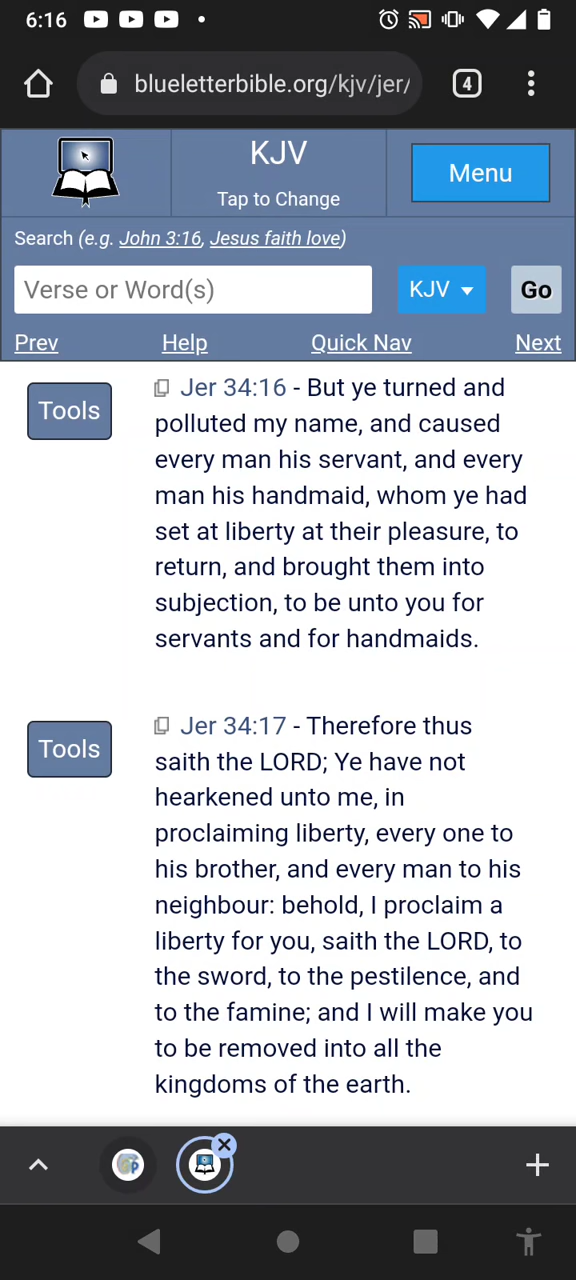 6:16
blueletterbible.org/kjv/jer/
4
KJV
Tap to Change
Menu
Search (e.g. John 3:16, Jesus faith love)
Verse or Word(s)
KJV
Go
Prev
Help
Quick Nav
Next
Tools
Jer 34:16 - But ye turned and
polluted my name, and caused
every man his servant, and every
man his handmaid, whom ye had
set at liberty at their pleasure, to
return, and brought them into
subjection, to be unto you for
servants and for handmaids.
Tools
Jer 34:17 - Therefore thus
saith the LORD; Ye have not
hearkened unto me, in
proclaiming liberty, every one to
his brother, and every man to his
neighbour: behold, I proclaim a
liberty for you, saith the LORD, to
the sword, to the pestilence, and
to the famine; and I will make you
to be removed into all the
kingdoms of the earth.
P